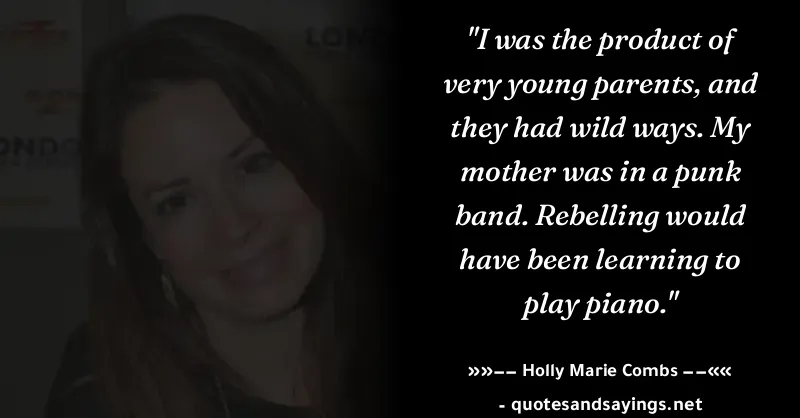 "I was the product of
very young parents, and
they had wild ways. My
mother was in a punk
band. Rebelling would
have been learning to
play piano."
»»−− Holly Marie Combs −−««
- quotesandsayings.net